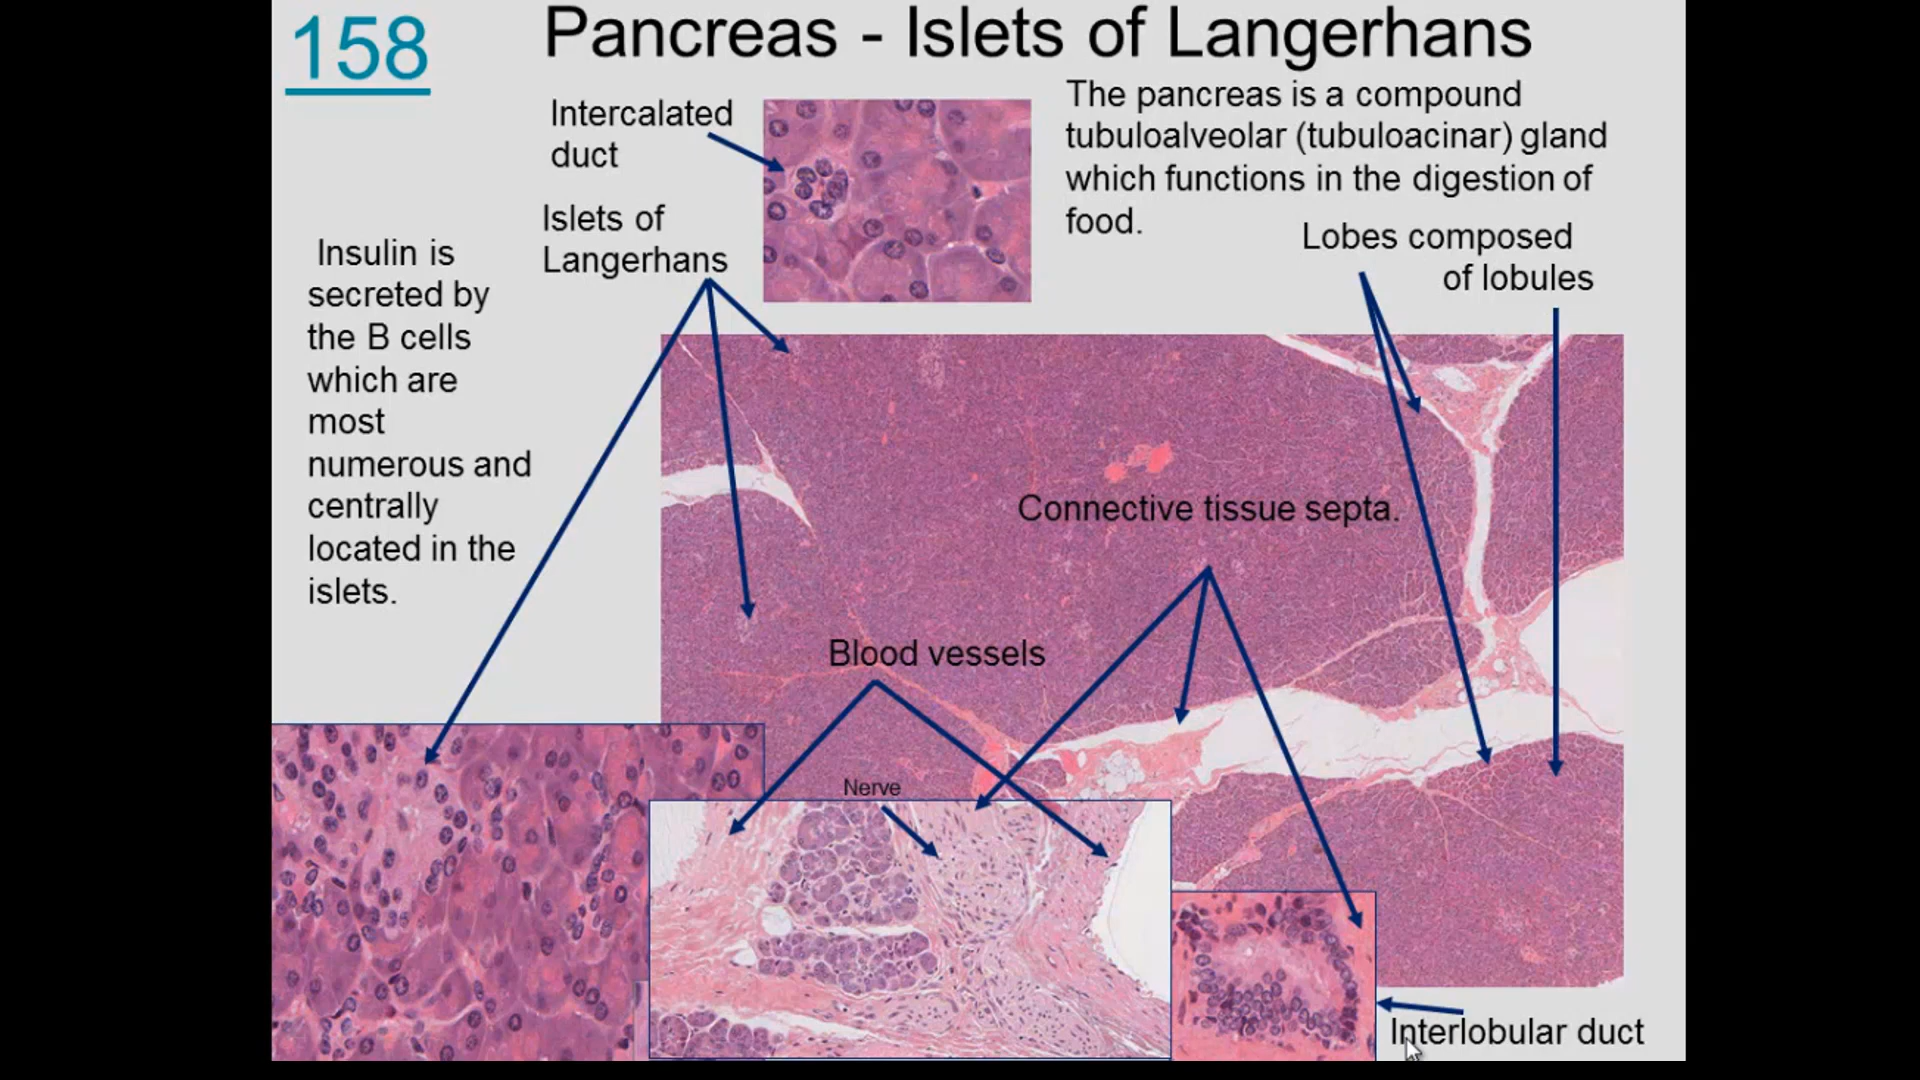 158
Pancreas - Islets of Langerhans
Intercalated
duct
The pancreas is a compound
tubuloalveolar (tubuloacinar) gland
which functions in the digestion of
food.
Islets of
Langerhans
Lobes composed
of lobules
Insulin is
secreted by
the B cells
which are
most
numerous and
centrally
located in the
islets.
Connective tissue septa.
Blood vessels
Nerve
Interlobular duct